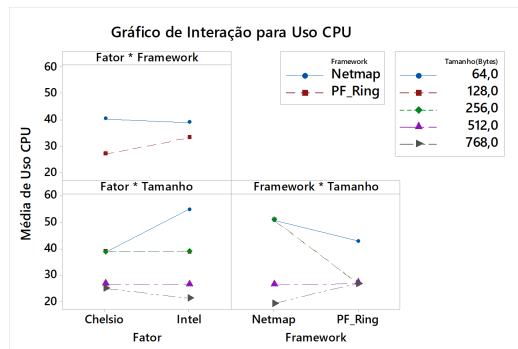 Gráfico de Interação para Uso CPU
Fator * Framework
Framework
Netmap
PF_Ring
Tamanho(Bytes)
64,0
128,0
256,0
512,0
768,0
Média de Uso CPU
60
50
40
30
20
Fator * Tamanho
Framework * Tamanho
60
50
40
30
20
Chelsio
Intel
Netmap
PF_Ring
Fator
Framework